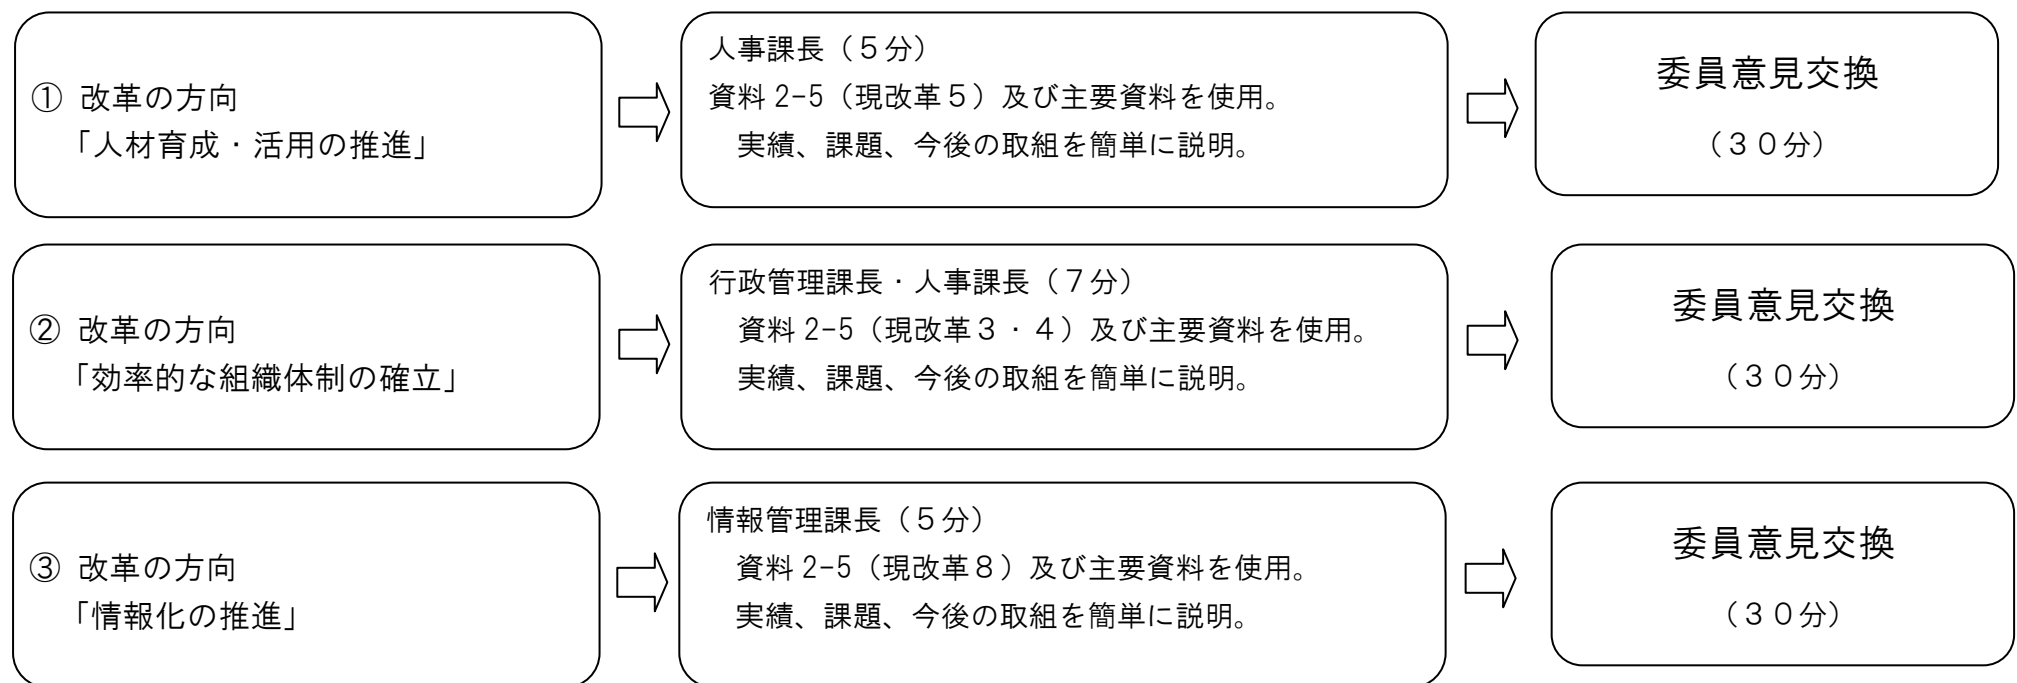 ① 改革の方向
「人材育成・活用の推進」
人事課長（５分）
資料 2-5（現改革５）及び主要資料を使用。
実績、課題、今後の取組を簡単に説明。
委員意見交換
（３０分）
② 改革の方向
「効率的な組織体制の確立」
行政管理課長・人事課長（７分）
資料 2-5（現改革３・４）及び主要資料を使用。
実績、課題、今後の取組を簡単に説明。
委員意見交換
（３０分）
③ 改革の方向
「情報化の推進」
情報管理課長（５分）
資料 2-5（現改革８）及び主要資料を使用。
実績、課題、今後の取組を簡単に説明。
委員意見交換
（３０分）